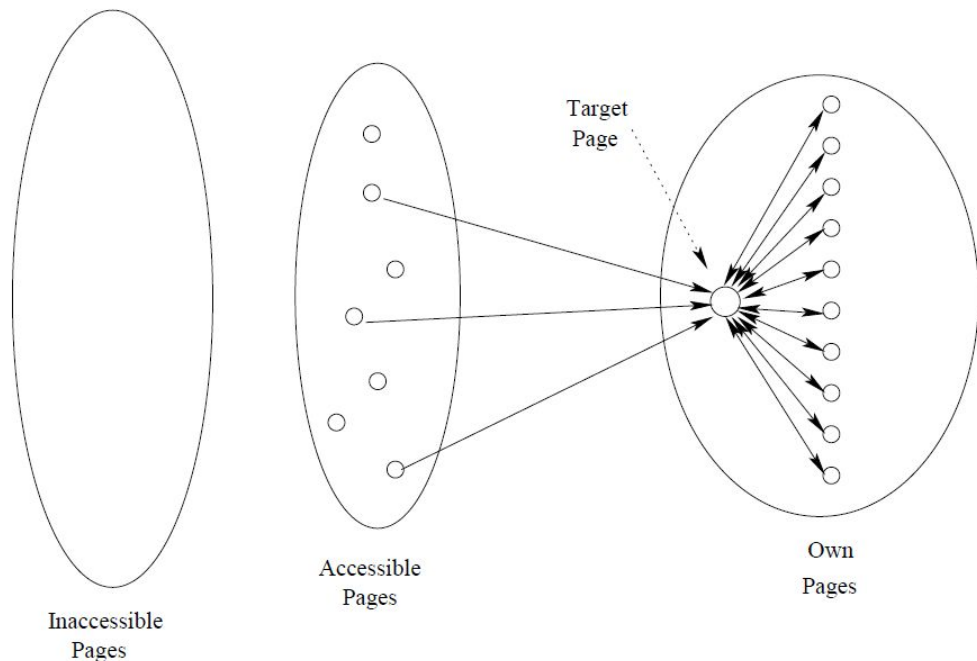 Target
Page
Own
Pages
Accessible
Pages
Inaccessible
Pages